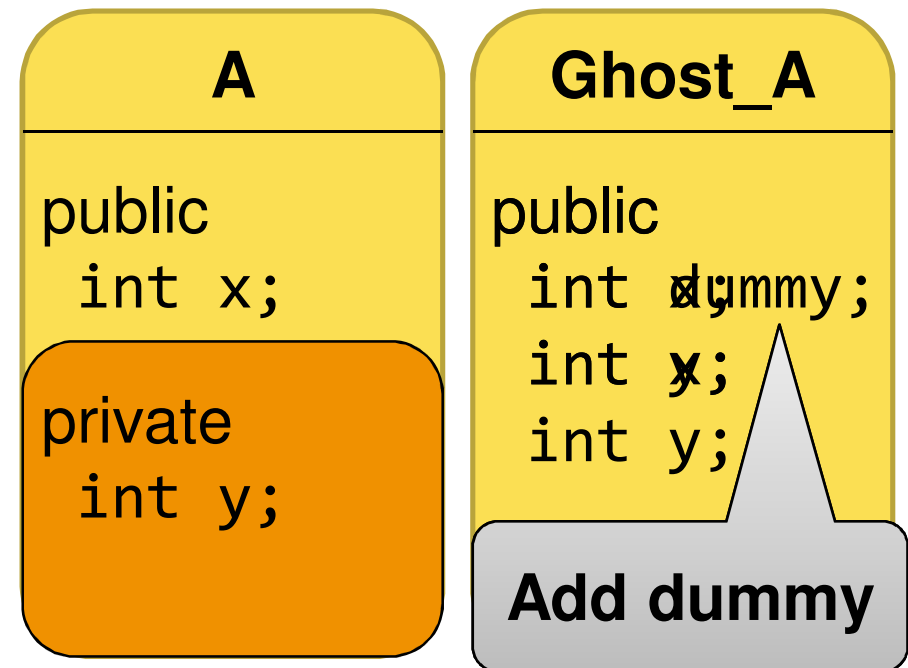 A
public
int x;
private
int y;
Ghost_A
public
int dummy;
int x;
int y;
Add dummy